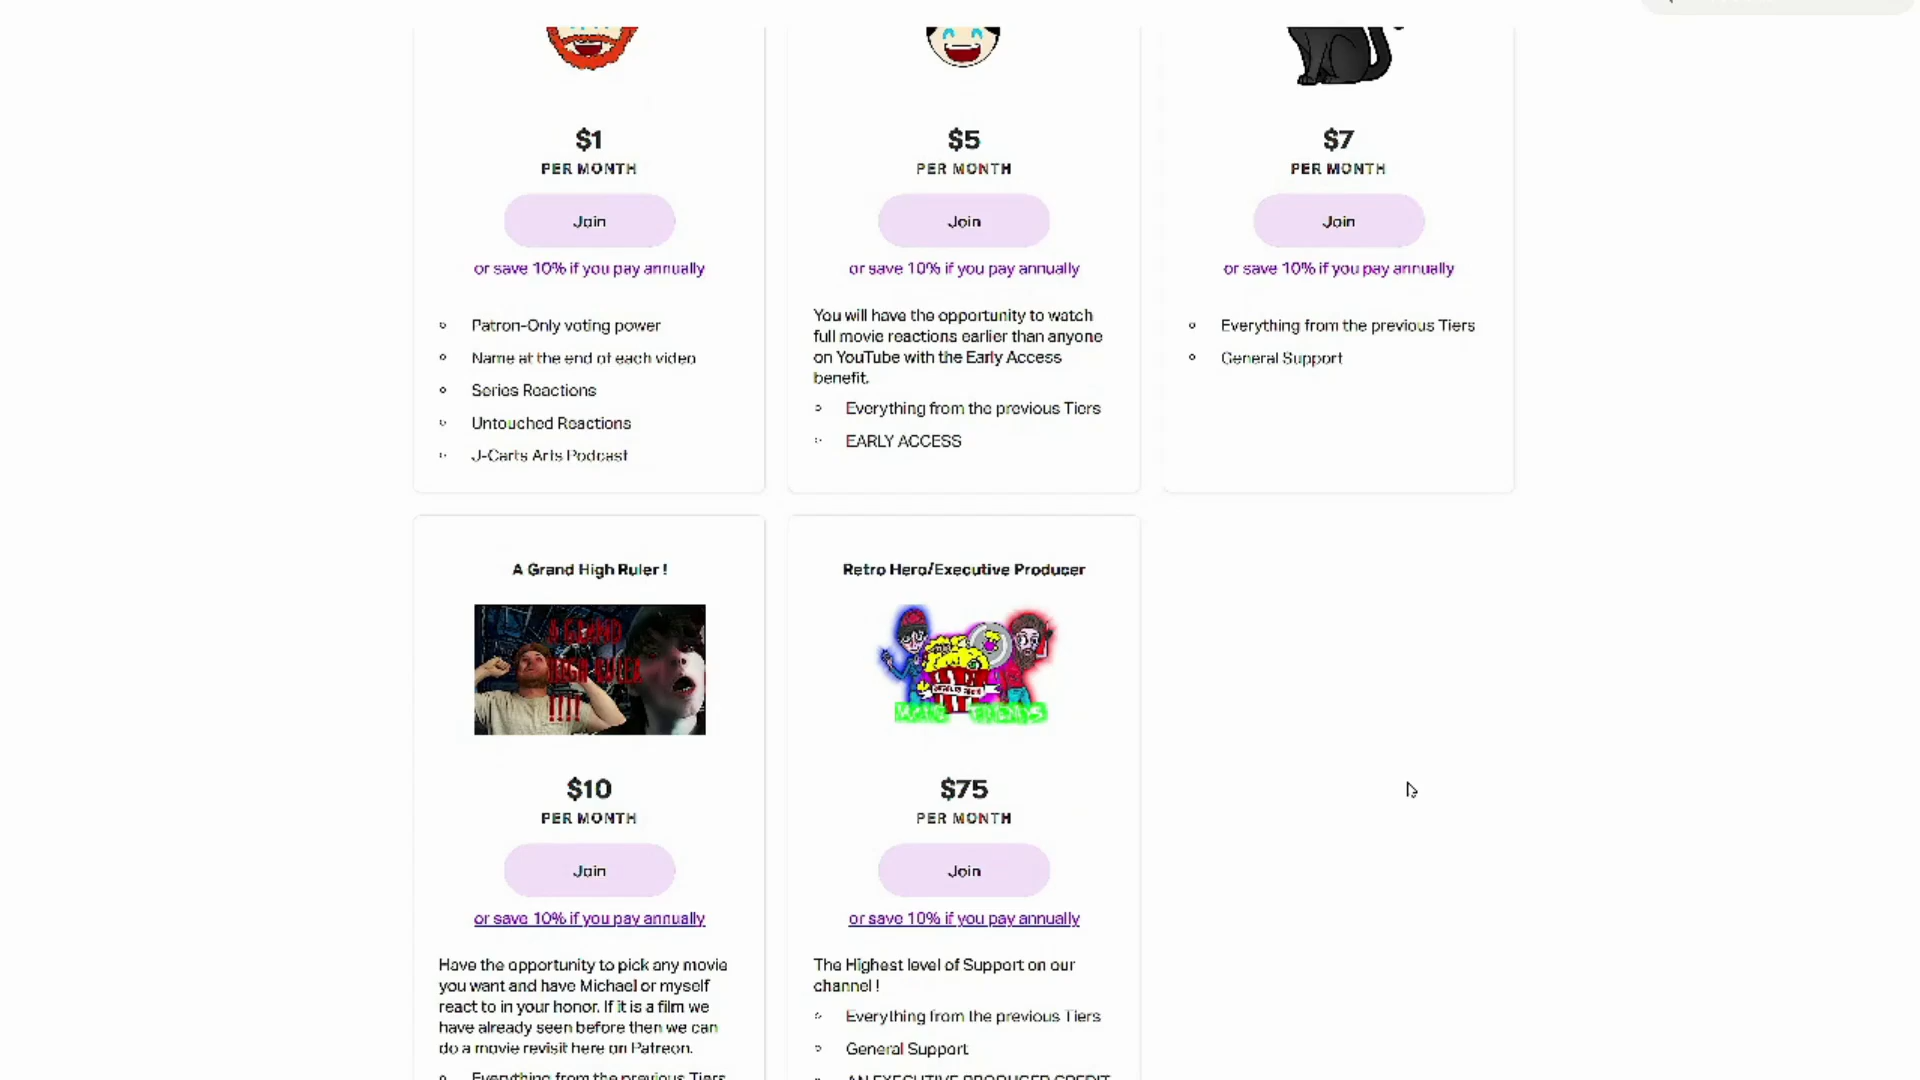 $1
PER MONTH
Join
or save 10% if you pay annually
Patron-Only voting power
Name at the end of each video
Series Reactions
Untouched Reactions
J-Carts Arts Podcast
$5
PER MONTH
Join
or save 10% if you pay annually
You will have the opportunity to watch
full movie reactions earlier than anyone
on YouTube with the Early Access
benefit.
Everything from the previous Tiers
EARLY ACCESS
$7
PER MONTH
Join
or save 10% if you pay annually
Everything from the previous Tiers
General Support
A Grand High Ruler !
A GRAND
HIGH RULER
!!!!
$10
PER MONTH
Join
or save 10% if you pay annually
Have the opportunity to pick any movie
you want and have Michael or myself
react to in your honor. If it is a film we
have already seen before then we can
do a movie revisit here on Patreon.
Everything from the previous Tiers
Retro Hero/Executive Producer
$75
PER MONTH
Join
or save 10% if you pay annually
The Highest level of Support on our
channel !
Everything from the previous Tiers
General Support
AN EXECUTIVE PRODUCER CREDIT